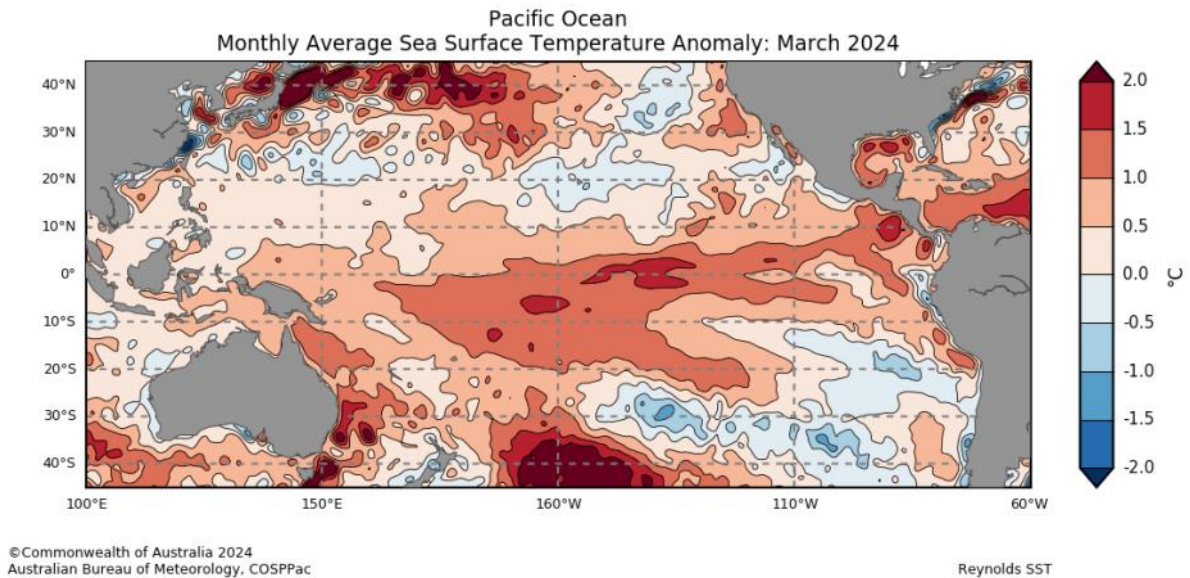 Pacific Ocean
Monthly Average Sea Surface Temperature Anomaly: March 2024
40°N
30°N
20°N
10°N
0°
10°S
20°S
30°S
40°S
100°E 150°E 160°W 110°W 60°W
2.0
1.5
1.0
0.5
0.0
-0.5
-1.0
-1.5
-2.0
°C
©Commonwealth of Australia 2024
Australian Bureau of Meteorology, COSPPac Reynolds SST